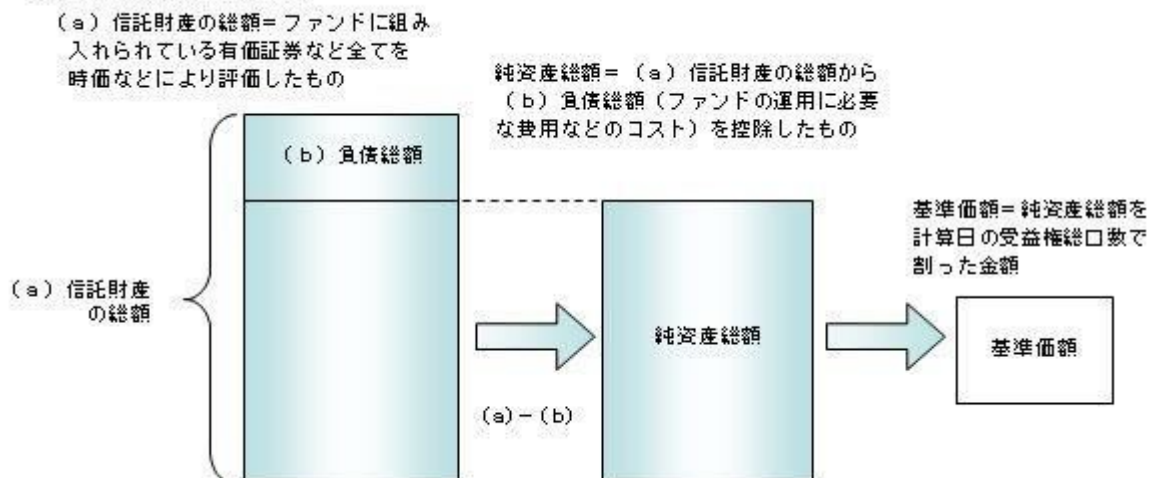 （a）信託財産の総額＝ファンドに組み
入れられている有価証券など全てを
時価などにより評価したもの
純資産総額＝（a）信託財産の総額から
（b）負債総額（ファンドの運用に必要
な費用などのコスト）を控除したもの
（b）負債総額
基準価額＝純資産総額を
計算日の受益権総口数で
割った金額
（a）信託財産
の総額
純資産総額
基準価額
（a）－（b）